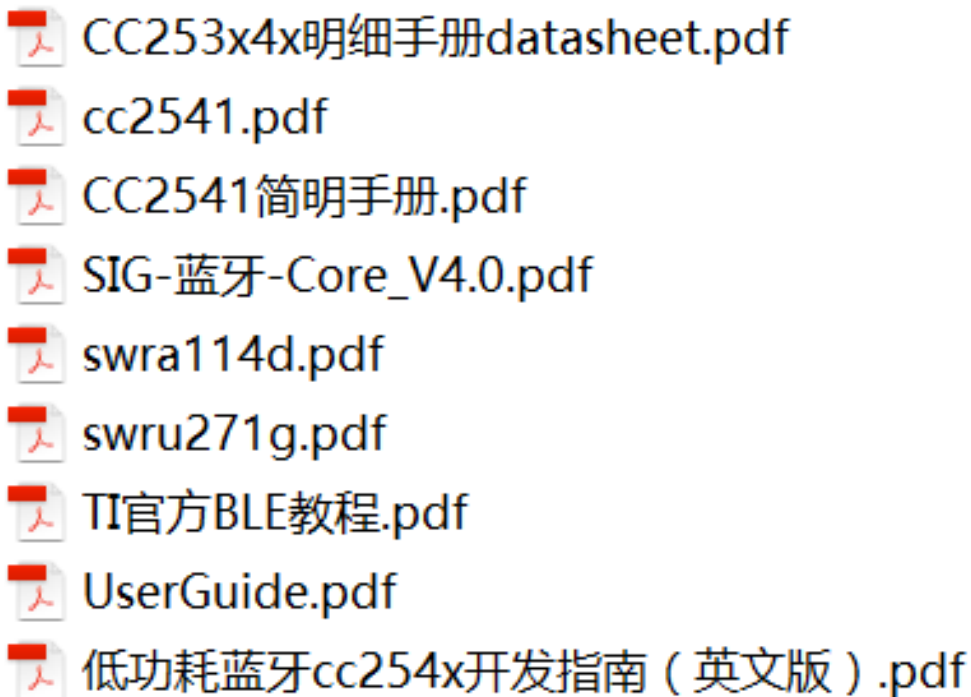 CC253x4x明细手册datasheet.pdf
cc2541.pdf
CC2541简明手册.pdf
SIG-蓝牙-Core_V4.0.pdf
swra114d.pdf
swru271g.pdf
TI官方BLE教程.pdf
UserGuide.pdf
低功耗蓝牙cc254x开发指南（英文版）.pdf